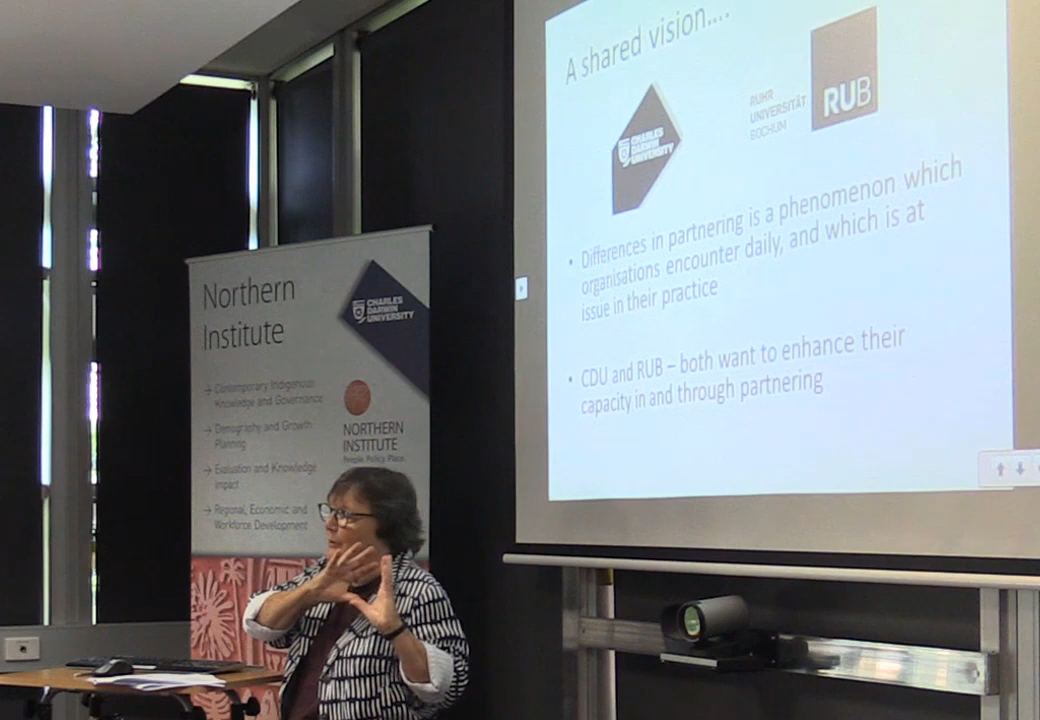 A shared vision....
CHARLES
DARWIN
UNIVERSITY
RUHR
UNIVERSITÄT
BOCHUM
RUB
• Differences in partnering is a phenomenon which
organisations encounter daily, and which is at
issue in their practice
• CDU and RUB – both want to enhance their
capacity in and through partnering
Northern
Institute
CHARLES
DARWIN
UNIVERSITY
→ Contemporary Indigenous
Knowledge and Governance
→ Demography and Growth
Planning
→ Evaluation and Knowledge
Impact
→ Regional, Economic and
Workforce Development
NORTHERN
INSTITUTE
People. Policy. Place.